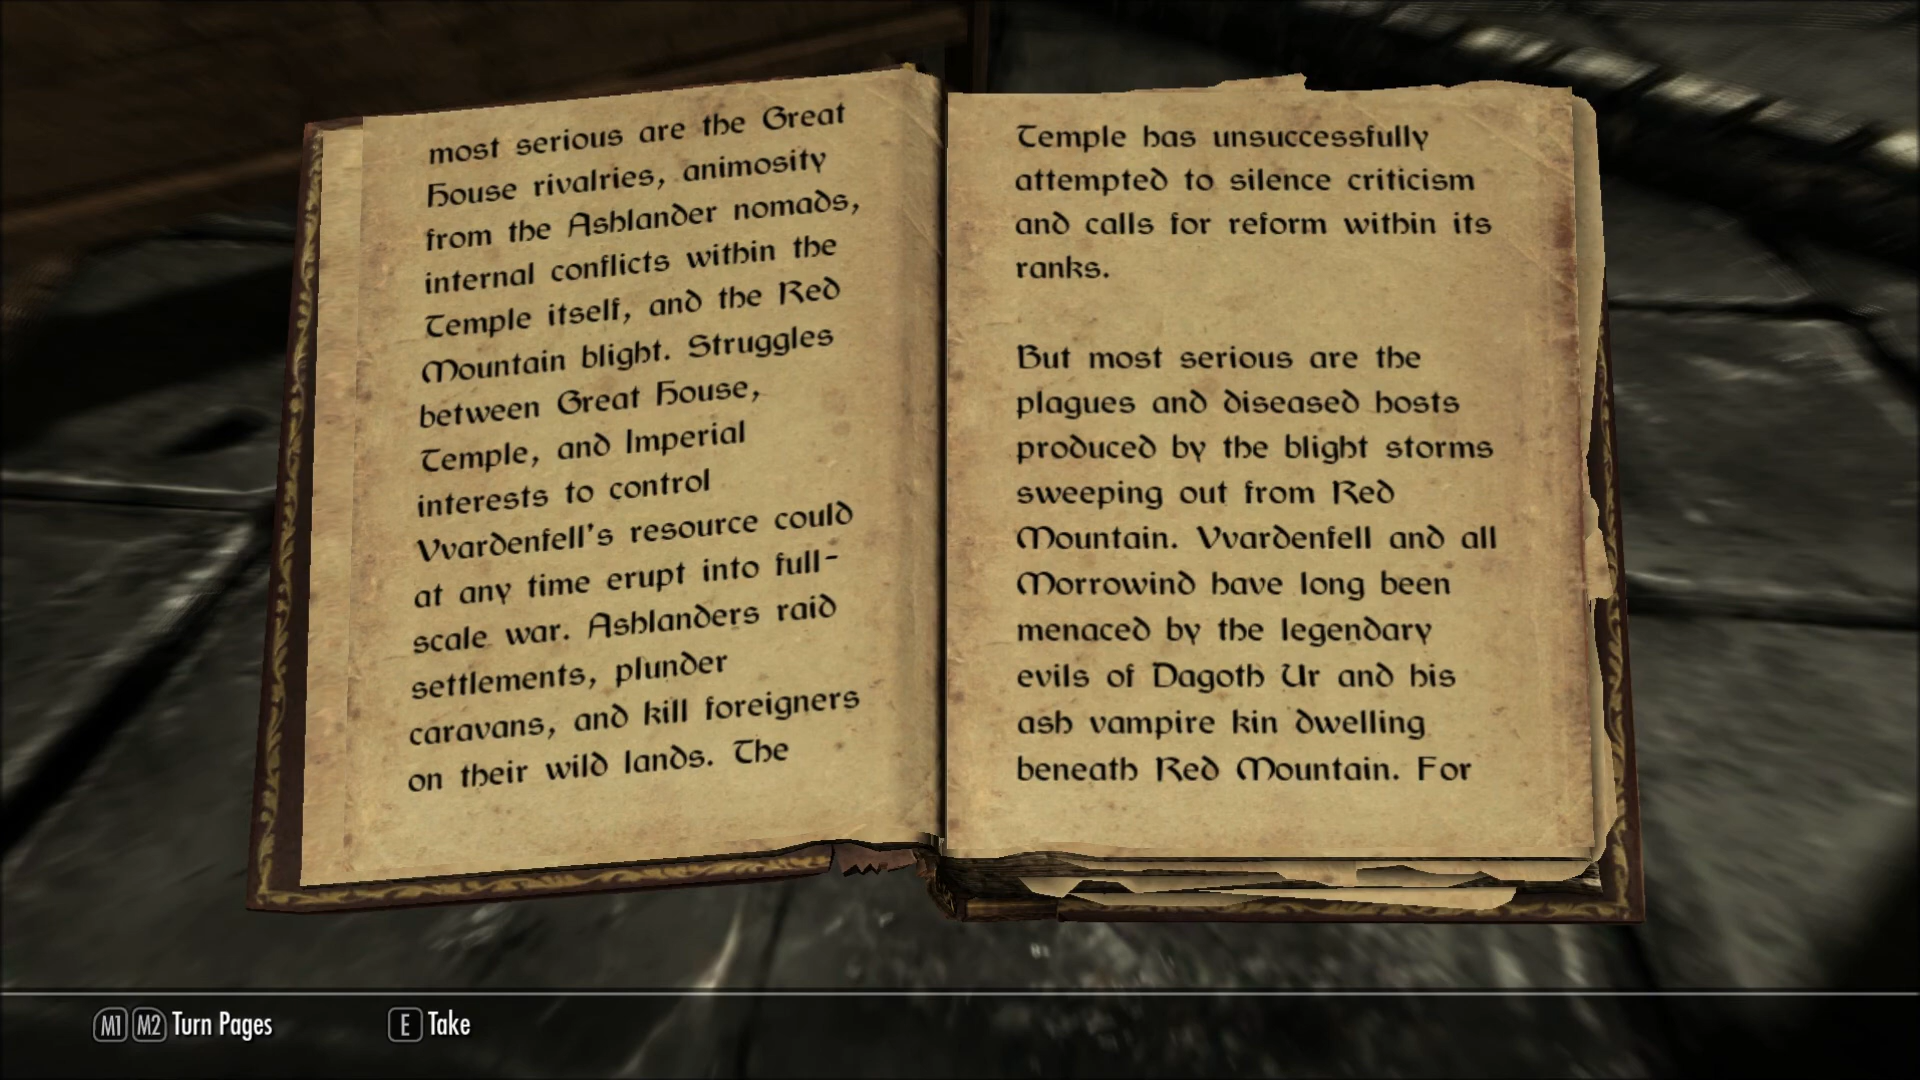 most serious are the Great
House rivalries, animosity
from the Ashlander nomads,
internal conflicts within the
Temple itself, and the Red
Mountain blight. Struggles
between Great House,
Temple, and Imperial
interests to control
Vvardenfell's resource could
at any time erupt into full-
scale war. Ashlanders raid
settlements, plunder
caravans, and kill foreigners
on their wild lands. The
Temple has unsuccessfully
attempted to silence criticism
and calls for reform within its
ranks.
But most serious are the
plagues and diseased hosts
produced by the blight storms
sweeping out from Red
Mountain. Vvardenfell and all
Morrowind have long been
menaced by the legendary
evils of Dagoth Ur and his
ash vampire kin dwelling
beneath Red Mountain. For
M1 M2 Turn Pages
E Take